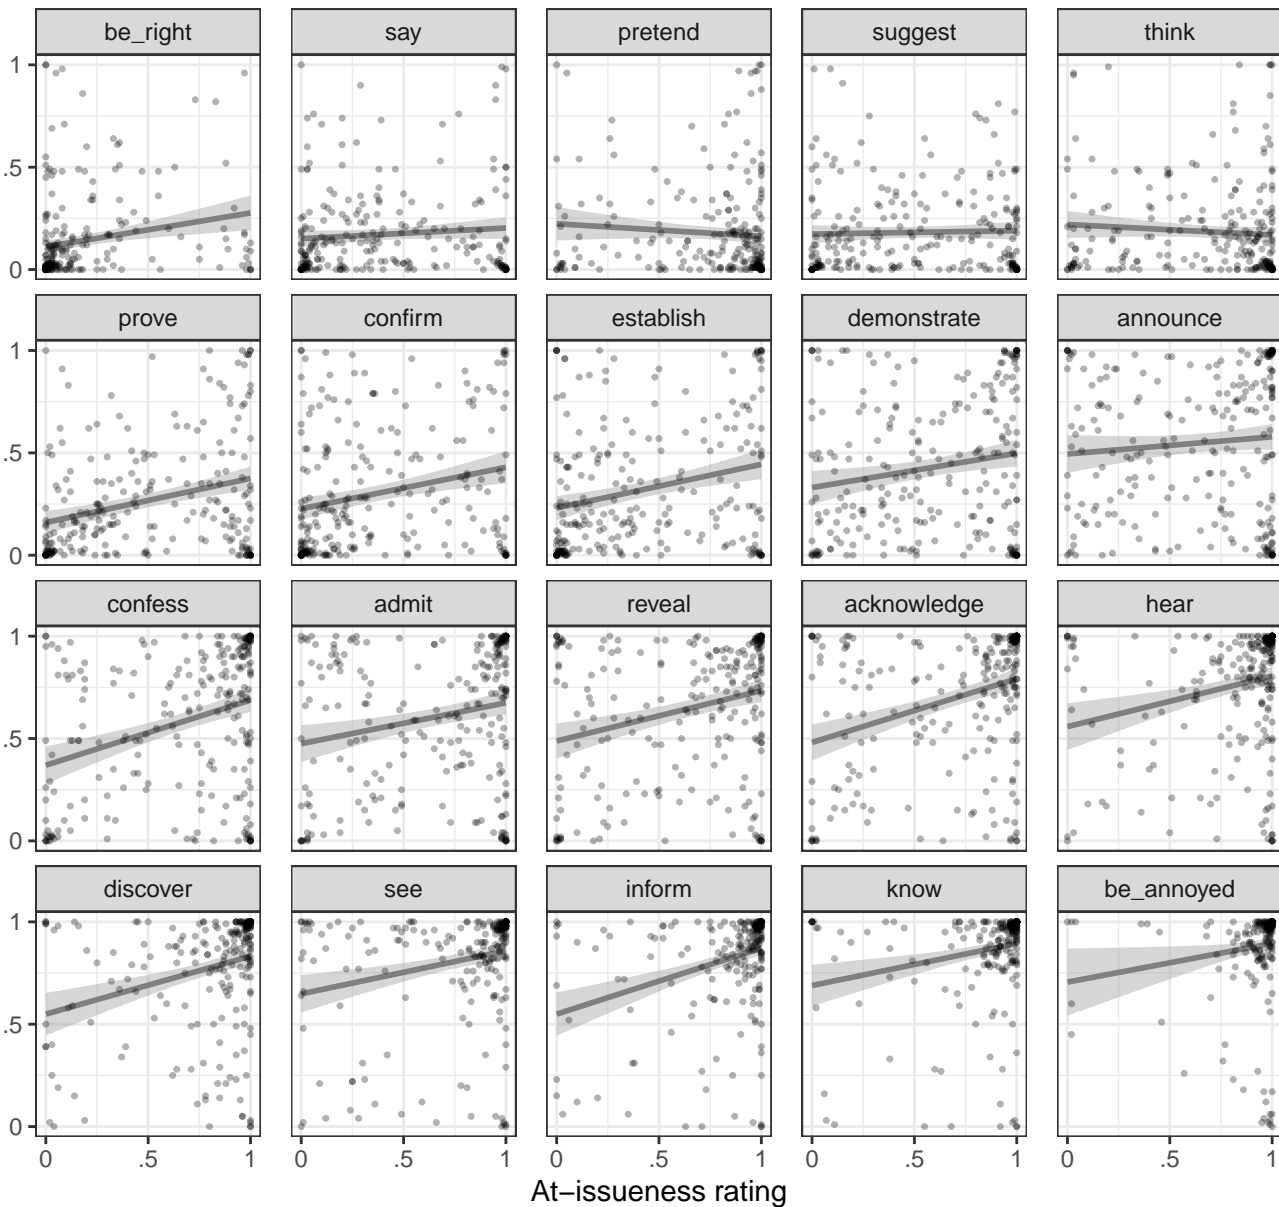 be_right say pretend suggest think
1
.5
0
prove confirm establish demonstrate announce
1
.5
0
confess admit reveal acknowledge hear
1
.5
0
discover see inform know be_annoyed
1
.5
0
0 .5 1 0 .5 1 0 .5 1 0 .5 1 0 .5 1
At−issueness rating